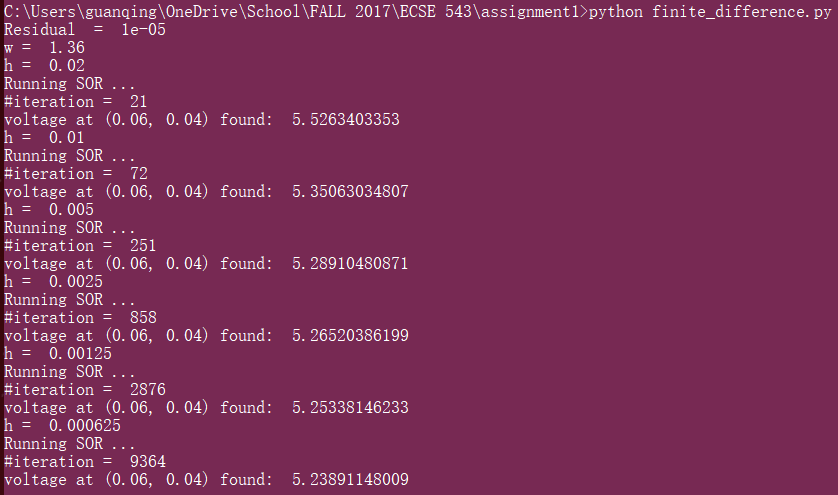 C:\Users\guanqing\OneDrive\School\FALL 2017\ECSE 543\assignment1>python finite_difference.py
Residual  =  1e-05
w =  1.36
h =  0.02
Running SOR ...
#iteration =  21
voltage at (0.06, 0.04) found:  5.5263403353
h =  0.01
Running SOR ...
#iteration =  72
voltage at (0.06, 0.04) found:  5.35063034807
h =  0.005
Running SOR ...
#iteration =  251
voltage at (0.06, 0.04) found:  5.28910480871
h =  0.0025
Running SOR ...
#iteration =  858
voltage at (0.06, 0.04) found:  5.26520386199
h =  0.00125
Running SOR ...
#iteration =  2876
voltage at (0.06, 0.04) found:  5.25338146233
h =  0.000625
Running SOR ...
#iteration =  9364
voltage at (0.06, 0.04) found:  5.23891148009